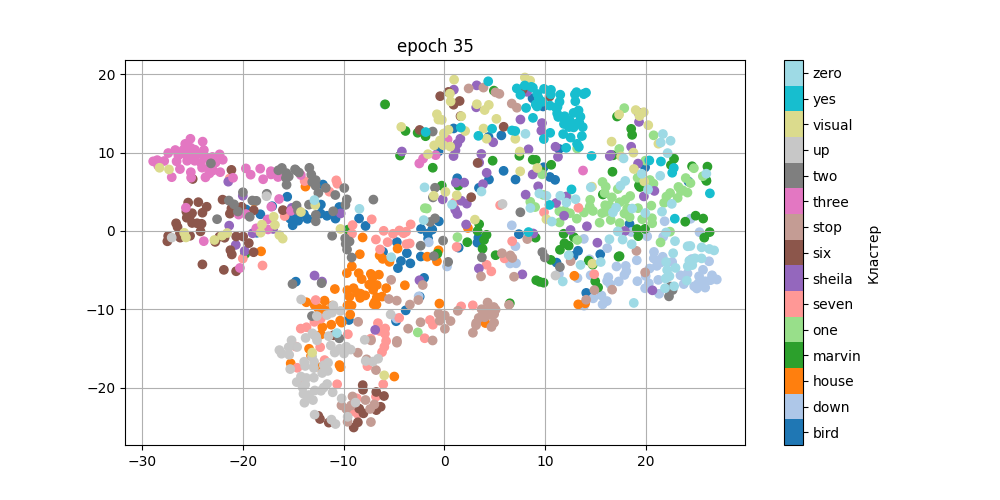 epoch 35
20
10
0
−10
−20
−30
−20
−10
0
10
20
zero
yes
visual
up
two
three
stop
six
sheila
seven
one
marvin
house
down
bird
Кластер